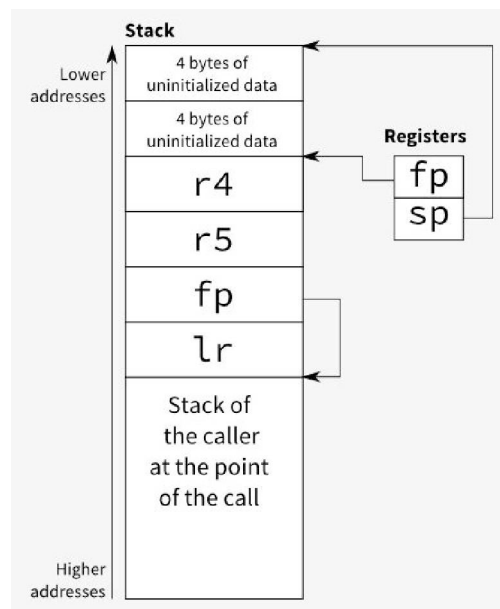 Stack
Lower
addresses
4 bytes of
uninitialized data
4 bytes of
uninitialized data
Registers
fp
sp
r4
r5
fp
lr
Stack of
the caller
at the point
of the call
Higher
addresses